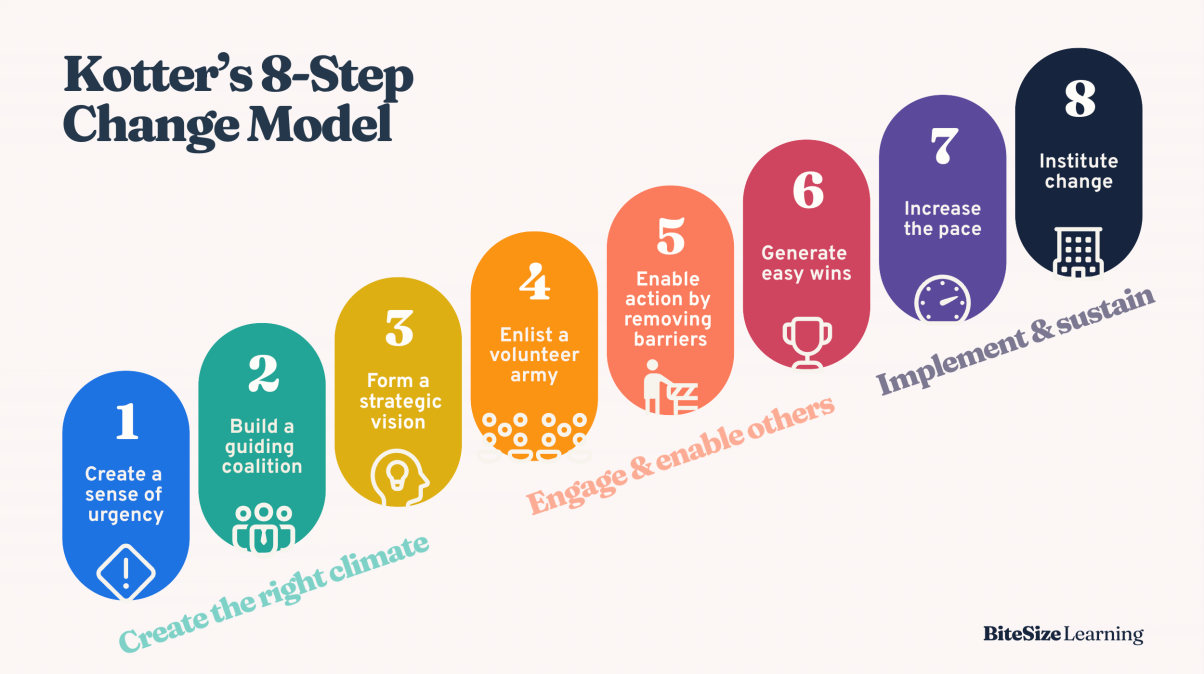 Kotter’s 8-Step
Change Model
1
Create a
sense of
urgency
2
Build a
guiding
coalition
3
Form a
strategic
vision
4
Enlist a
volunteer
army
5
Enable
action by
removing
barriers
6
Generate
easy wins
7
Increase
the pace
8
Institute
change
Create the right climate
Engage & enable others
Implement & sustain
BiteSize Learning